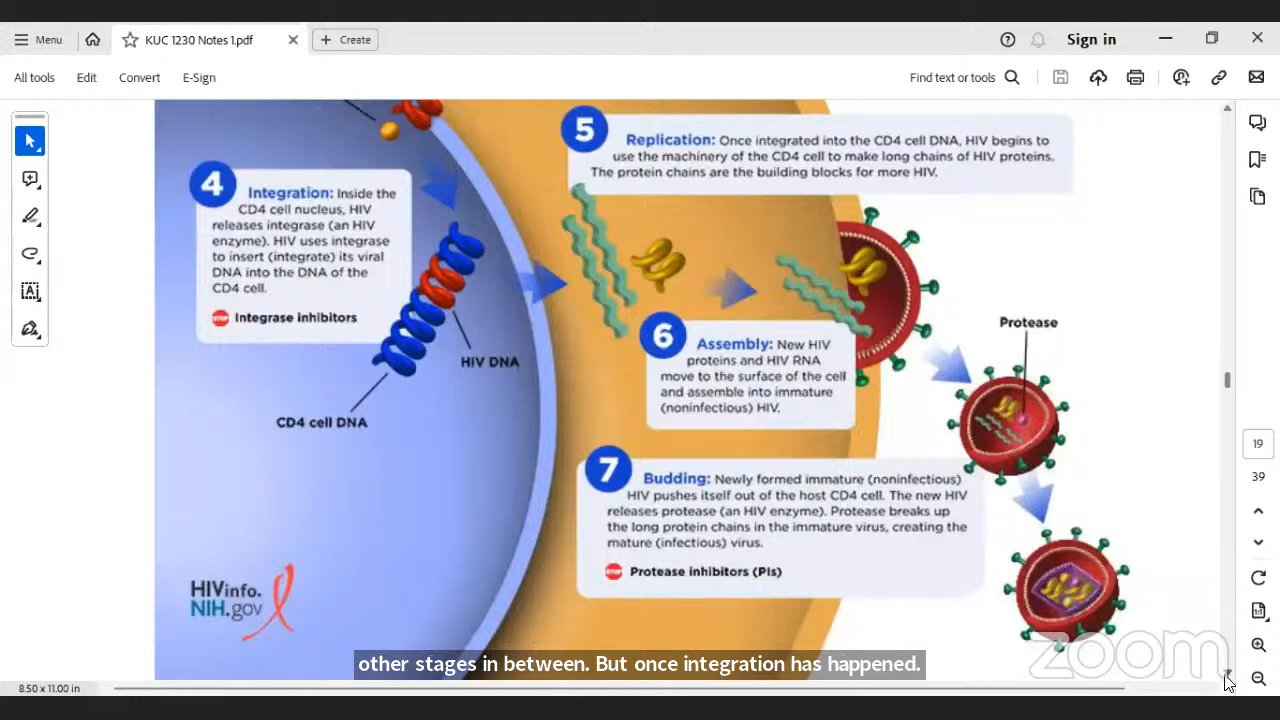 Menu
KUC 1230 Notes 1.pdf
Create
Sign in
All tools
Edit
Convert
E-Sign
Find text or tools
4
Integration: Inside the
CD4 cell nucleus, HIV
releases integrase (an HIV
enzyme). HIV uses integrase
to insert (integrate) its viral
DNA into the DNA of the
CD4 cell.
STOP Integrase inhibitors
HIV DNA
CD4 cell DNA
5
Replication: Once integrated into the CD4 cell DNA, HIV begins to
use the machinery of the CD4 cell to make long chains of HIV proteins.
The protein chains are the building blocks for more HIV.
6
Assembly: New HIV
proteins and HIV RNA
move to the surface of the cell
and assemble into immature
(noninfectious) HIV.
Protease
7
Budding: Newly formed immature (noninfectious)
HIV pushes itself out of the host CD4 cell. The new HIV
releases protease (an HIV enzyme). Protease breaks up
the long protein chains in the immature virus, creating the
mature (infectious) virus.
STOP Protease inhibitors (PIs)
HIVinfo.
NIH.gov
19
39
zoom
other stages in between. But once integration has happened.
8.50 x 11.00 in